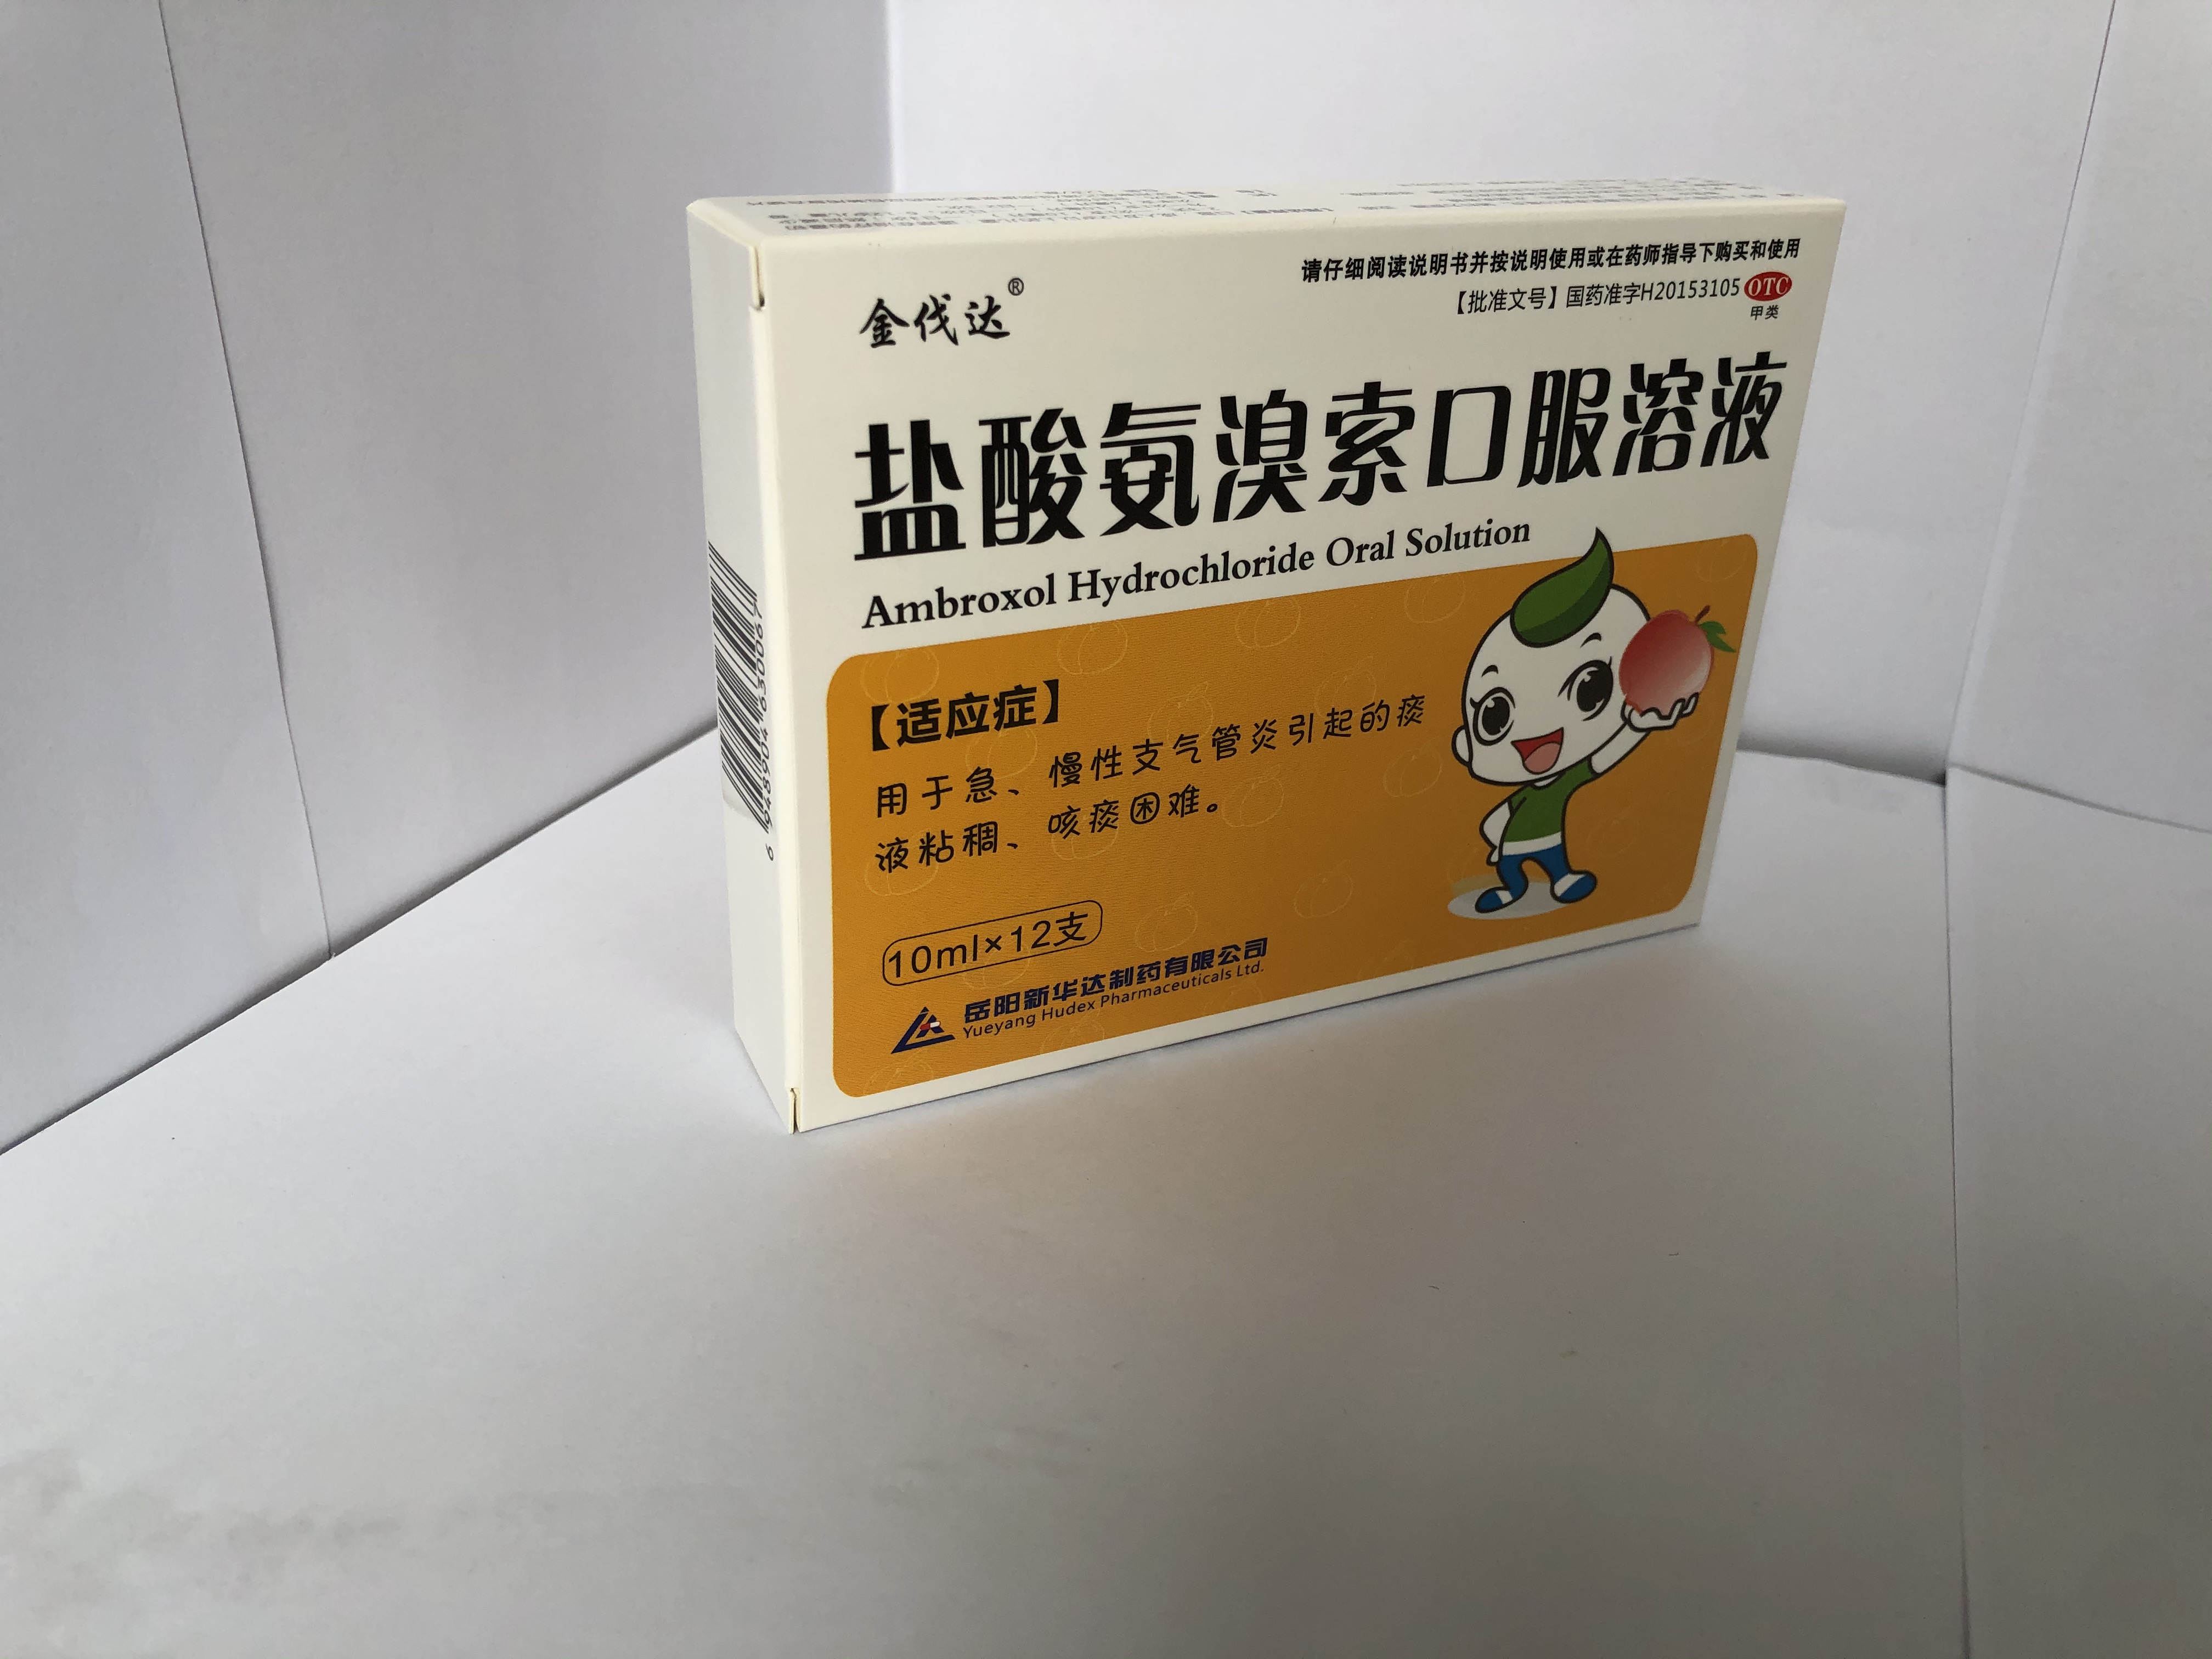 金伐达®
请仔细阅读说明书并按说明使用或在药师指导下购买和使用
【批准文号】国药准字H20153105 OTC
甲类
盐酸氨溴索口服溶液
Ambroxol Hydrochloride Oral Solution
【适应症】
用于急、慢性支气管炎引起的痰
液粘稠、咳痰困难。
10ml×12支
岳阳新华达制药有限公司
Yueyang Hudex Pharmaceuticals Ltd.
6948904630067